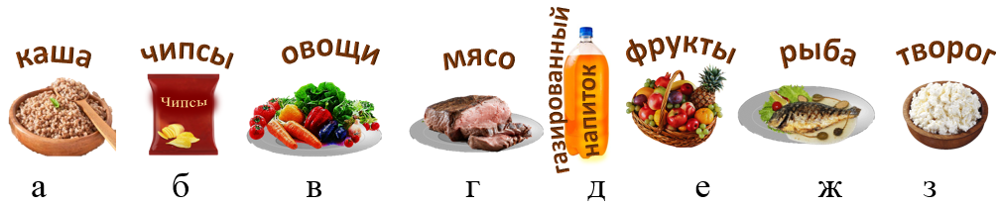 каша
чипсы
Чипсы
овощи
мясо
газированный
напиток
фрукты
рыба
творог
а б в г д е ж з